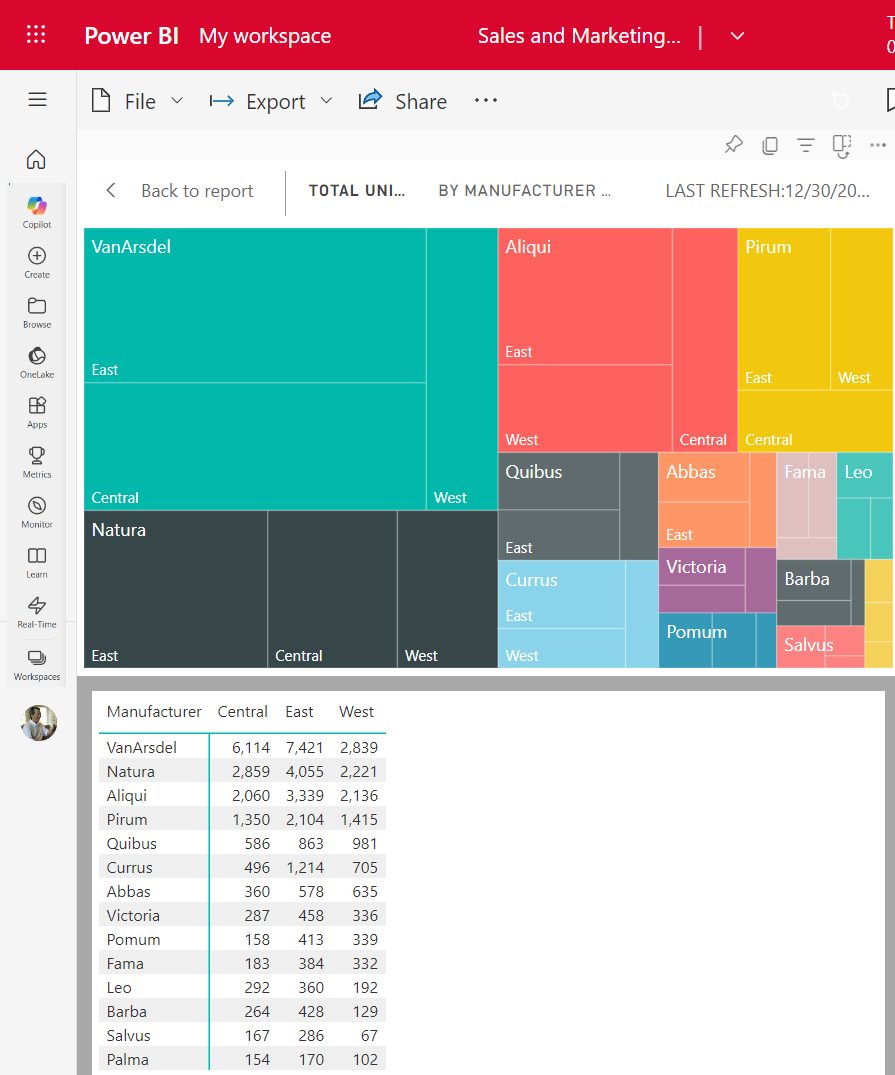 Power BI My workspace Sales and Marketing... |
File Export Share ...
Back to report TOTAL UNI... BY MANUFACTURER ... LAST REFRESH:12/30/20...
Copilot
Create
Browse
OneLake
Apps
Metrics
Monitor
Learn
Real-Time
Workspaces
VanArsdel
East
Central
West
Natura
East
Central
West
Aliqui
East
West
Central
Pirum
East
West
Central
Quibus
East
Currus
East
West
Abbas
East
Victoria
Pomum
Fama
Leo
Barba
Salvus
Manufacturer Central East West
VanArsdel 6,114 7,421 2,839
Natura 2,859 4,055 2,221
Aliqui 2,060 3,339 2,136
Pirum 1,350 2,104 1,415
Quibus 586 863 981
Currus 496 1,214 705
Abbas 360 578 635
Victoria 287 458 336
Pomum 158 413 339
Fama 183 384 332
Leo 292 360 192
Barba 264 428 129
Salvus 167 286 67
Palma 154 170 102